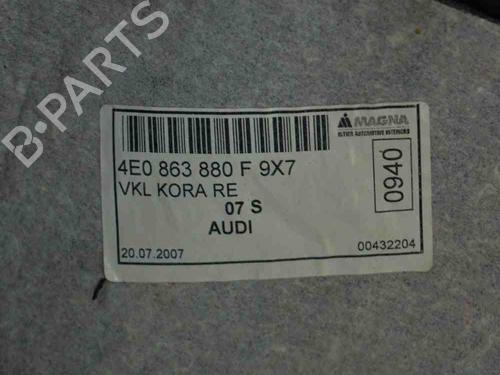 B-PARTS
MAGNA
4E0 863 880 F 9X7
VKL KORA RE
07 S
AUDI
0940
20.07.2007
00432204